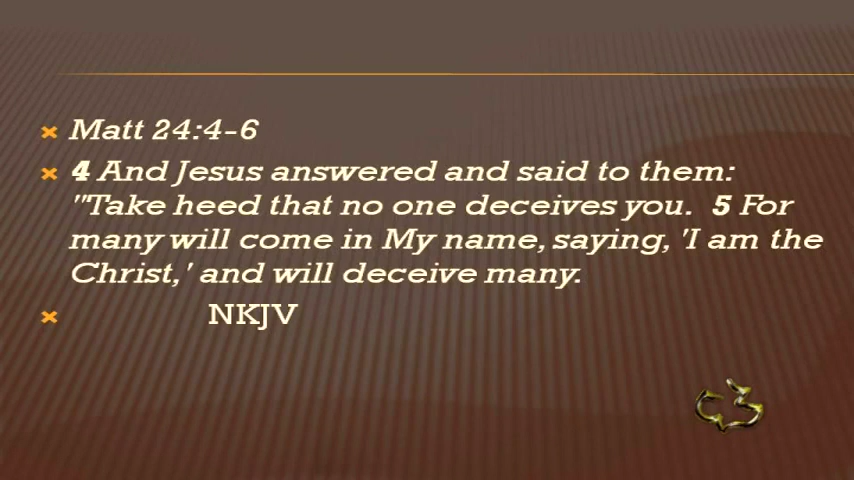 Matt 24:4-6
4 And Jesus answered and said to them:
"Take heed that no one deceives you.  5 For
many will come in My name, saying, 'I am the
Christ,' and will deceive many.
NKJV